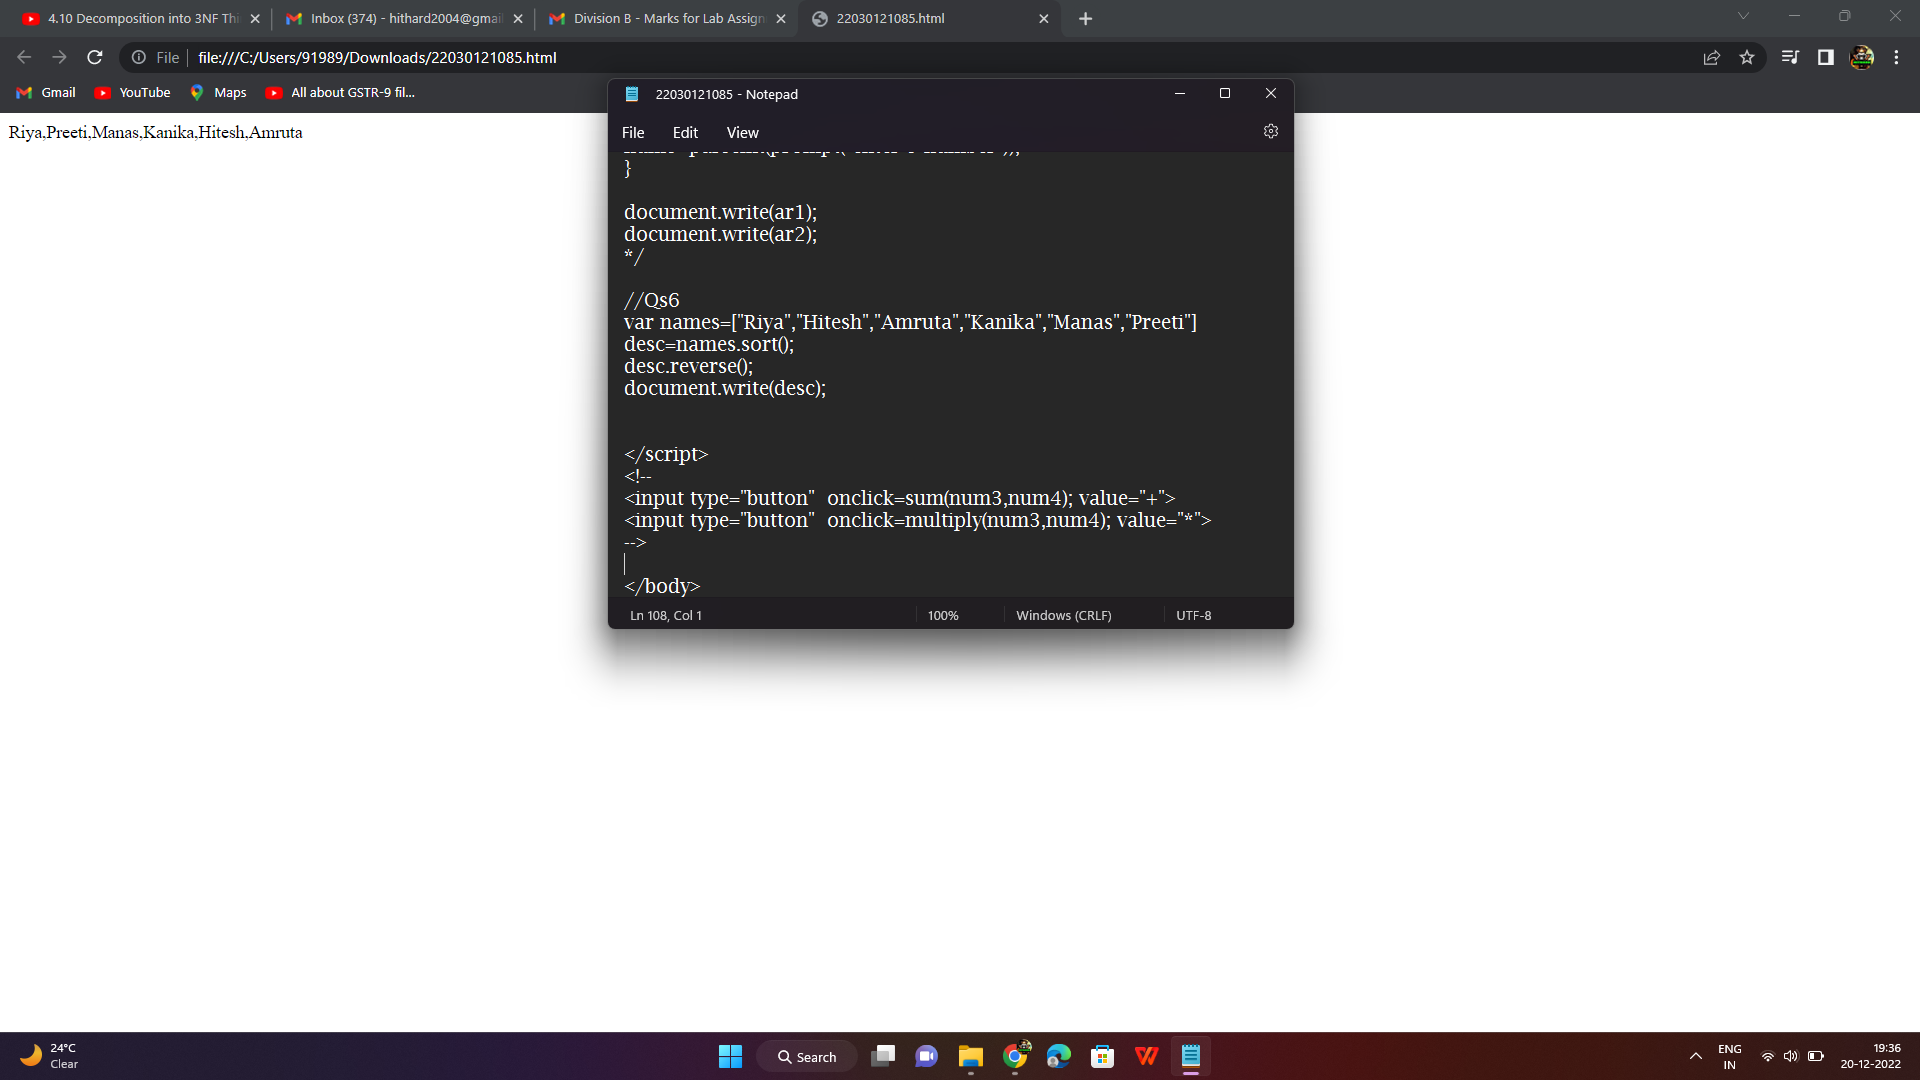 4.10 Decomposition into 3NF Thi
Inbox (374) - hithard2004@gmai
Division B - Marks for Lab Assign
22030121085.html
File
file:///C:/Users/91989/Downloads/22030121085.html
Gmail
YouTube
Maps
All about GSTR-9 fil...
Riya,Preeti,Manas,Kanika,Hitesh,Amruta
22030121085 - Notepad
File Edit View
}
document.write(ar1);
document.write(ar2);
*/
//Qs6
var names=["Riya","Hitesh","Amruta","Kanika","Manas","Preeti"]
desc=names.sort();
desc.reverse();
document.write(desc);
</script>
<!--
<input type="button"  onclick=sum(num3,num4); value="+">
<input type="button"  onclick=multiply(num3,num4); value="*">
-->
</body>
Ln 108, Col 1
100%
Windows (CRLF)
UTF-8
24°C
Clear
Search
ENG
IN
19:36
20-12-2022